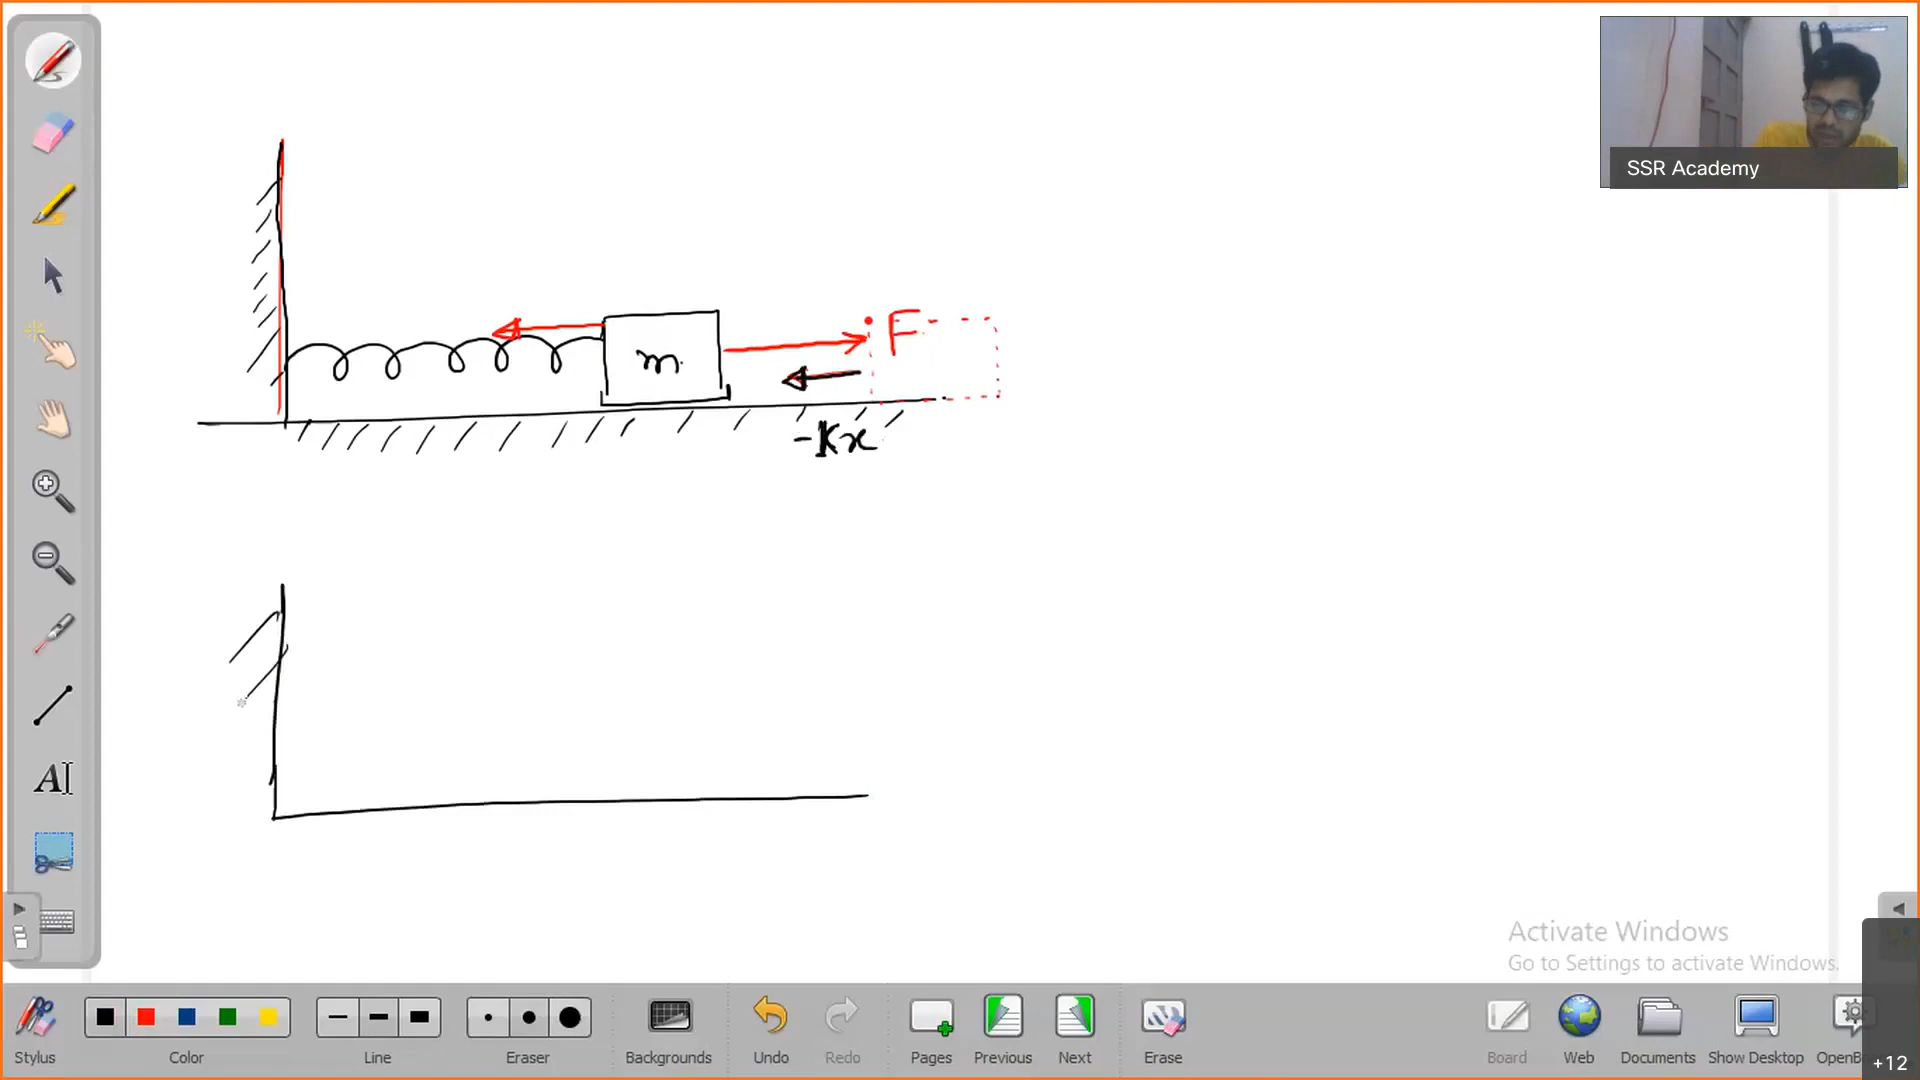 SSR Academy
F
m
-Kx
Activate Windows
Go to Settings to activate Windows.
Stylus
Color
Line
Eraser
Backgrounds
Undo
Redo
Pages
Previous
Next
Erase
Board
Web
Documents
Show Desktop
+12